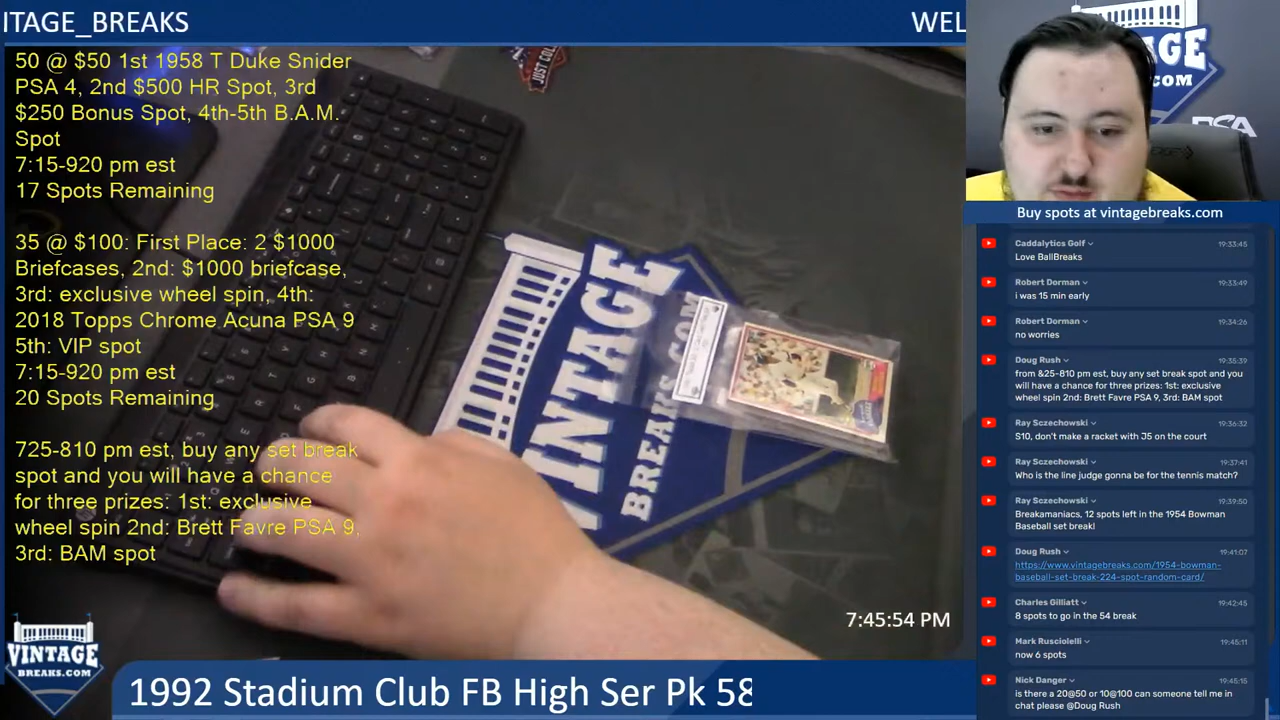 ITAGE_BREAKS
WEL
50 @ $50 1st 1958 T Duke Snider
PSA 4, 2nd $500 HR Spot, 3rd
$250 Bonus Spot, 4th-5th B.A.M.
Spot
7:15-920 pm est
17 Spots Remaining
35 @ $100: First Place: 2 $1000
Briefcases, 2nd: $1000 briefcase,
3rd: exclusive wheel spin, 4th:
2018 Topps Chrome Acuna PSA 9
5th: VIP spot
7:15-920 pm est
20 Spots Remaining
725-810 pm est, buy any set break
spot and you will have a chance
for three prizes: 1st: exclusive
wheel spin 2nd: Brett Favre PSA 9,
3rd: BAM spot
JUST COL
VINTAGE
BREAKS.COM
7:45:54 PM
VINTAGE
BREAKS.COM
1992 Stadium Club FB High Ser Pk 58
AGE
.COM
PSA
Buy spots at vintagebreaks.com
Caddalytics Golf 19:33:45
Love BallBreaks
Robert Dorman 19:33:49
i was 15 min early
Robert Dorman 19:34:26
no worries
Doug Rush 19:35:39
from &25-810 pm est, buy any set break spot and you
will have a chance for three prizes: 1st: exclusive
wheel spin 2nd: Brett Favre PSA 9, 3rd: BAM spot
Ray Sczechowski 19:36:32
S10, don't make a racket with J5 on the court
Ray Sczechowski 19:37:41
Who is the line judge gonna be for the tennis match?
Ray Sczechowski 19:39:50
Breakamaniacs, 12 spots left in the 1954 Bowman
Baseball set break!
Doug Rush 19:41:07
https://www.vintagebreaks.com/1954-bowman-
baseball-set-break-224-spot-random-card/
Charles Gilliatt 19:42:45
8 spots to go in the 54 break
Mark Rusciolelli 19:45:11
now 6 spots
Nick Danger 19:45:15
is there a 20@50 or 10@100 can someone tell me in
chat please @Doug Rush